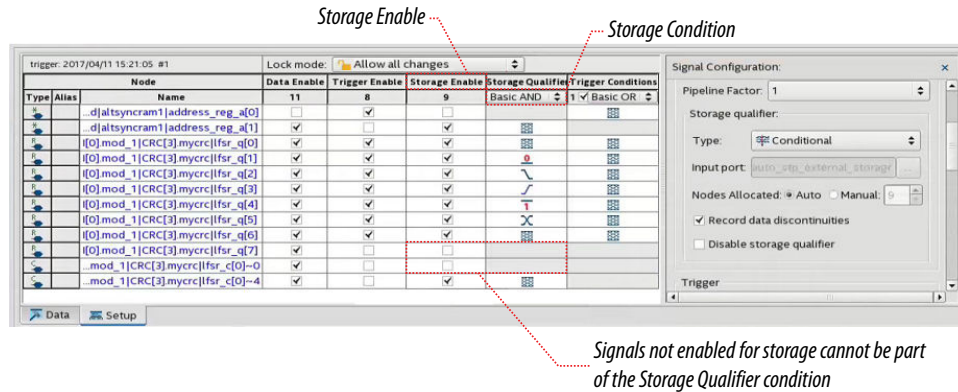 Storage Enable
Storage Condition
trigger: 2017/04/11 15:21:05 #1
Lock mode: Allow all changes
Node Data Enable Trigger Enable Storage Enable Storage Qualifier Trigger Conditions
Type Alias Name 11 8 9 Basic AND 1 Basic OR
...d|altsyncram1|address_reg_a[0]
...d|altsyncram1|address_reg_a[1]
l[0].mod_1|CRC[3].mycrc|lfsr_q[0]
l[0].mod_1|CRC[3].mycrc|lfsr_q[1] 0
l[0].mod_1|CRC[3].mycrc|lfsr_q[2]
l[0].mod_1|CRC[3].mycrc|lfsr_q[3]
l[0].mod_1|CRC[3].mycrc|lfsr_q[4] 1
l[0].mod_1|CRC[3].mycrc|lfsr_q[5]
l[0].mod_1|CRC[3].mycrc|lfsr_q[6]
l[0].mod_1|CRC[3].mycrc|lfsr_q[7]
...mod_1|CRC[3].mycrc|lfsr_c[0]~0
...mod_1|CRC[3].mycrc|lfsr_c[0]~4
Data Setup
Signal Configuration:
Pipeline Factor: 1
Storage qualifier:
Type: Conditional
Input port: auto_stp_external_storage ...
Nodes Allocated: Auto Manual: 9
Record data discontinuities
Disable storage qualifier
Trigger
Signals not enabled for storage cannot be part
of the Storage Qualifier condition